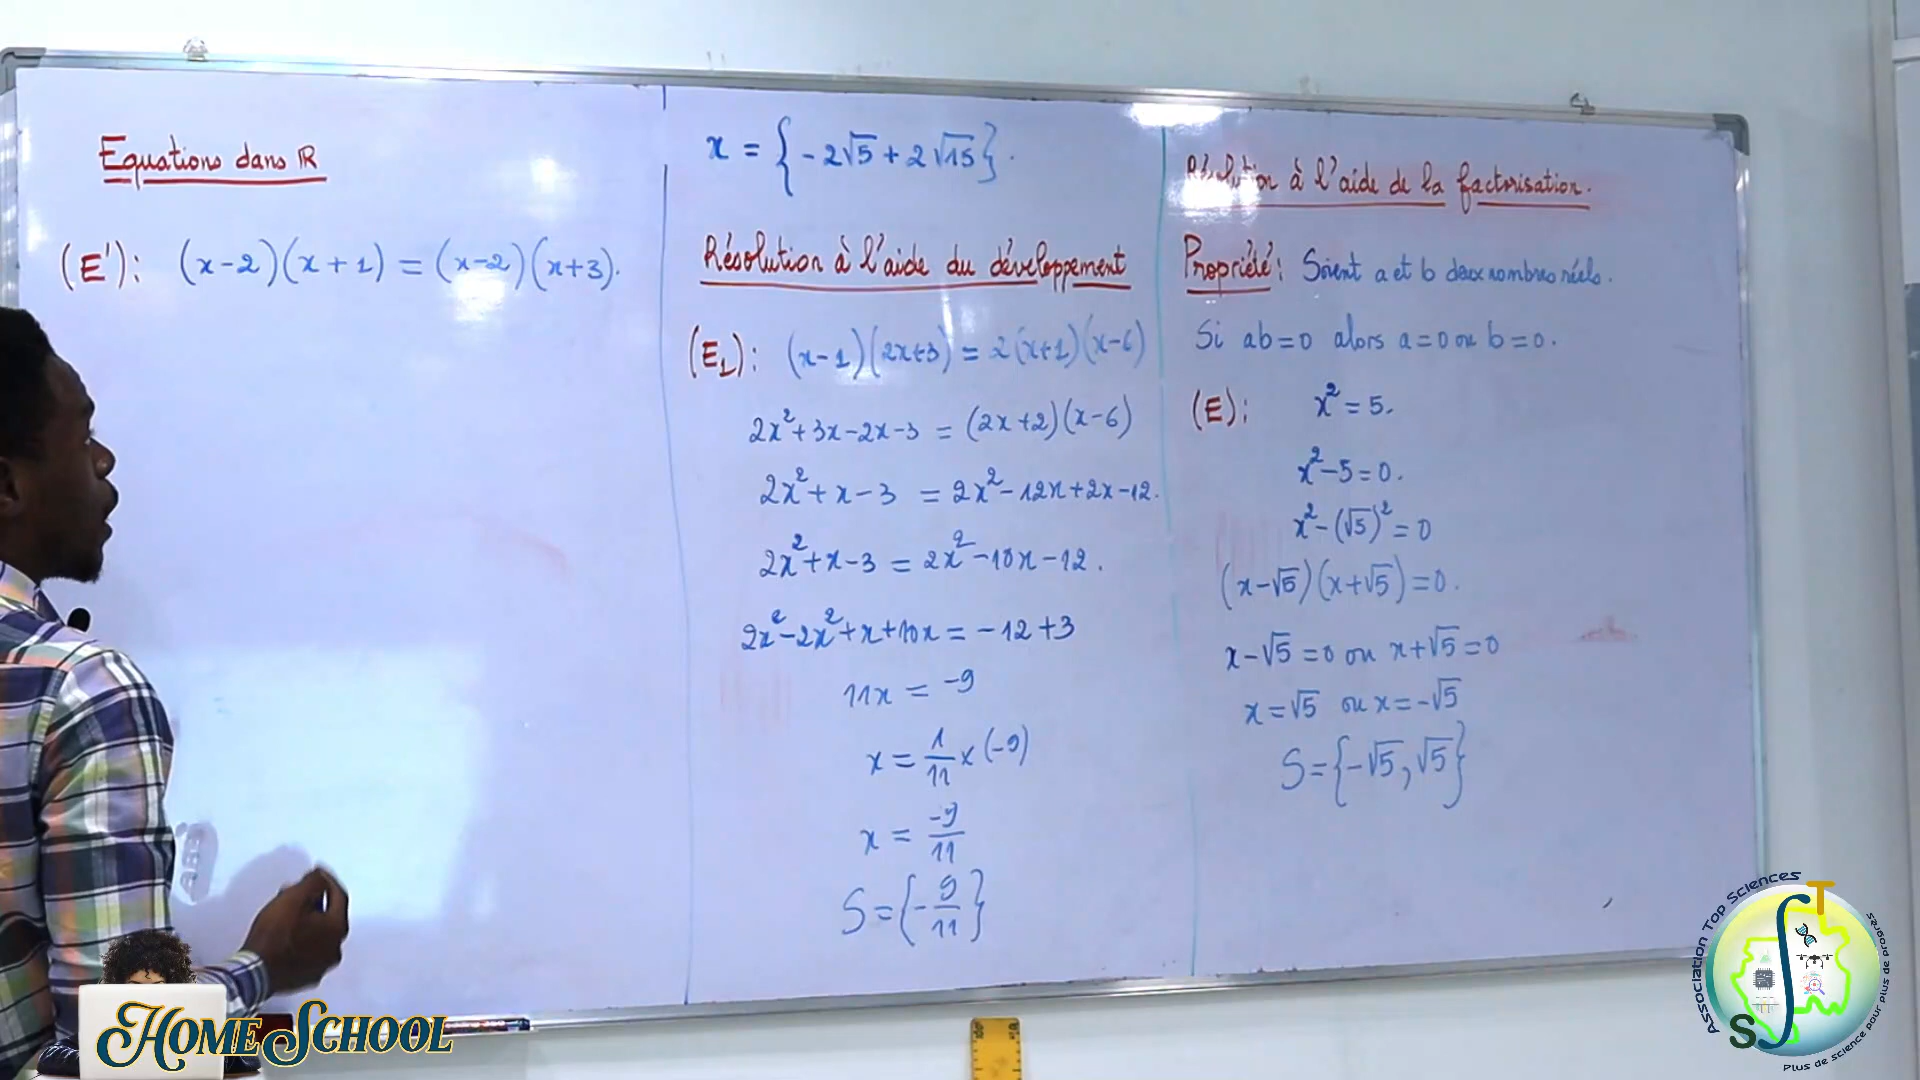 Equations dans ℝ
(E'): (x-2)(x+1) = (x-2)(x+3).
x = {-2√5 + 2√15}.
Résolution à l'aide du développement
(E1): (x-1)(2x+3) = 2(x+1)(x-6)
2x²+3x-2x-3 = (2x+2)(x-6)
2x²+x-3 = 2x²-12x+2x-12.
2x²+x-3 = 2x²-10x-12.
2x²-2x²+x+10x = -12+3
11x = -9
x = 1/11 x (-9)
x = -9/11
S = {-9/11}
Résolution à l'aide de la factorisation.
Propriété: Soient a et b deux nombres réels.
Si ab=0 alors a=0 ou b=0.
(E): x² = 5.
x²-5=0.
x²-(√5)²=0
(x-√5)(x+√5)=0.
x-√5=0 ou x+√5=0
x=√5 ou x=-√5
S={-√5,√5}
HOME SCHOOL
Association Top Sciences
T
S
Plus de science pour plus de progrès